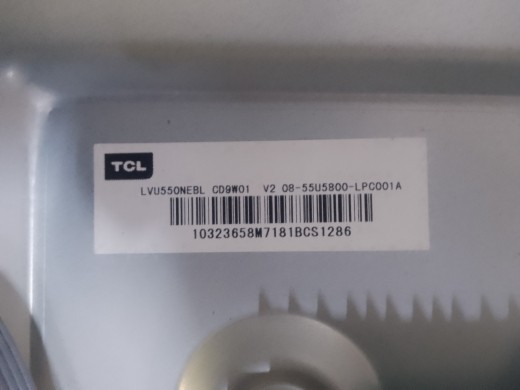 TCL
LVU550NEBL CD9W01 V2 08-55U5800-LPC001A
10323658M7181BCS1286